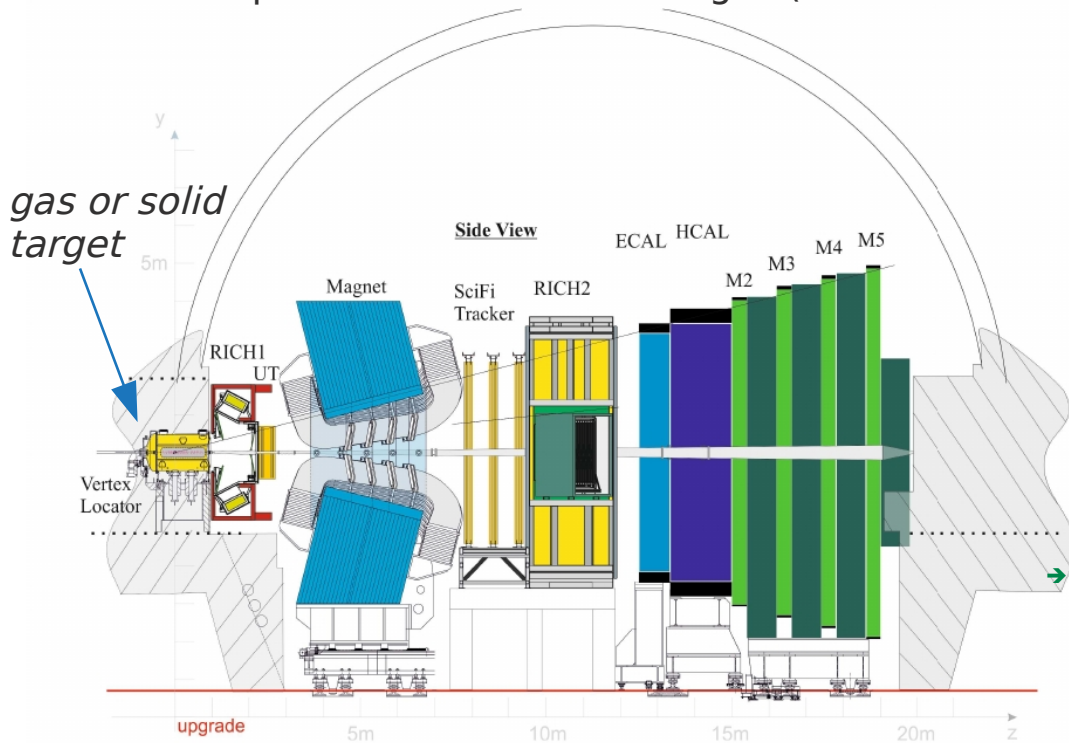 y
gas or solid
target
5m
Side View
ECAL
HCAL
M2
M3
M4
M5
Magnet
SciFi
Tracker
RICH2
RICH1
UT
Vertex
Locator
upgrade
5m
10m
15m
20m
z